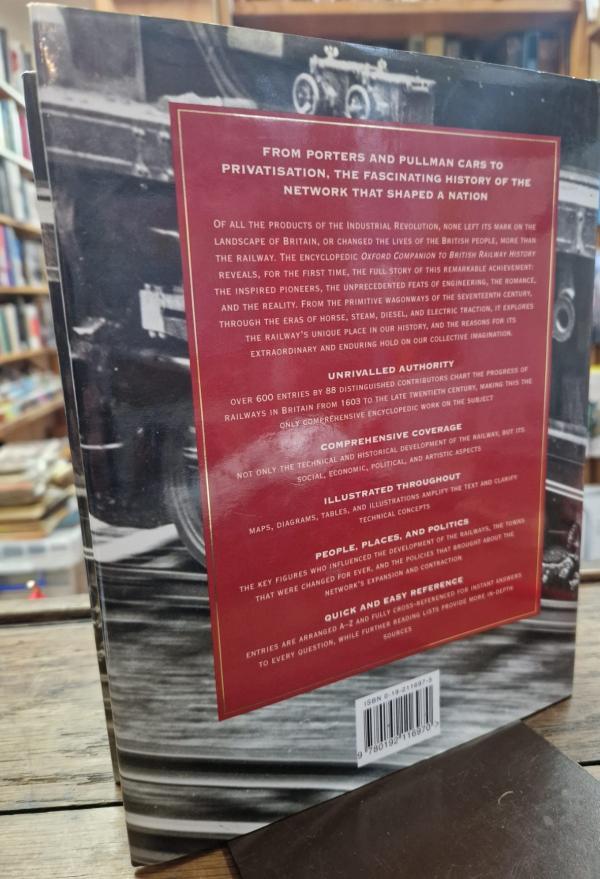 FROM PORTERS AND PULLMAN CARS TO
PRIVATISATION, THE FASCINATING HISTORY OF THE
NETWORK THAT SHAPED A NATION
OF ALL THE PRODUCTS OF THE INDUSTRIAL REVOLUTION, NONE LEFT ITS MARK ON THE
LANDSCAPE OF BRITAIN, OR CHANGED THE LIVES OF THE BRITISH PEOPLE, MORE THAN
THE RAILWAY. THE ENCYCLOPEDIC OXFORD COMPANION TO BRITISH RAILWAY HISTORY
REVEALS, FOR THE FIRST TIME, THE FULL STORY OF THIS REMARKABLE ACHIEVEMENT:
THE INSPIRED PIONEERS, THE UNPRECEDENTED FEATS OF ENGINEERING, THE ROMANCE,
AND THE REALITY. FROM THE PRIMITIVE WAGONWAYS OF THE SEVENTEENTH CENTURY,
THROUGH THE ERAS OF HORSE, STEAM, DIESEL, AND ELECTRIC TRACTION, IT EXPLORES
THE RAILWAY'S UNIQUE PLACE IN OUR HISTORY, AND THE REASONS FOR ITS
EXTRAORDINARY AND ENDURING HOLD ON OUR COLLECTIVE IMAGINATION.
UNRIVALLED AUTHORITY
OVER 600 ENTRIES BY 88 DISTINGUISHED CONTRIBUTORS CHART THE PROGRESS OF
RAILWAYS IN BRITAIN FROM 1603 TO THE LATE TWENTIETH CENTURY, MAKING THIS THE
ONLY COMPREHENSIVE ENCYCLOPEDIC WORK ON THE SUBJECT
COMPREHENSIVE COVERAGE
NOT ONLY THE TECHNICAL AND HISTORICAL DEVELOPMENT OF THE RAILWAY, BUT ITS
SOCIAL, ECONOMIC, POLITICAL, AND ARTISTIC ASPECTS
ILLUSTRATED THROUGHOUT
MAPS, DIAGRAMS, TABLES, AND ILLUSTRATIONS AMPLIFY THE TEXT AND CLARIFY
TECHNICAL CONCEPTS
PEOPLE, PLACES, AND POLITICS
THE KEY FIGURES WHO INFLUENCED THE DEVELOPMENT OF THE RAILWAYS, THE TOWNS
THAT WERE CHANGED FOR EVER, AND THE POLICIES THAT BROUGHT ABOUT THE
NETWORK'S EXPANSION AND CONTRACTION
QUICK AND EASY REFERENCE
ENTRIES ARE ARRANGED A–Z AND FULLY CROSS-REFERENCED FOR INSTANT ANSWERS
TO EVERY QUESTION, WHILE FURTHER READING LISTS PROVIDE MORE IN-DEPTH
SOURCES
ISBN 0-19-211697-5
9 780192 116970